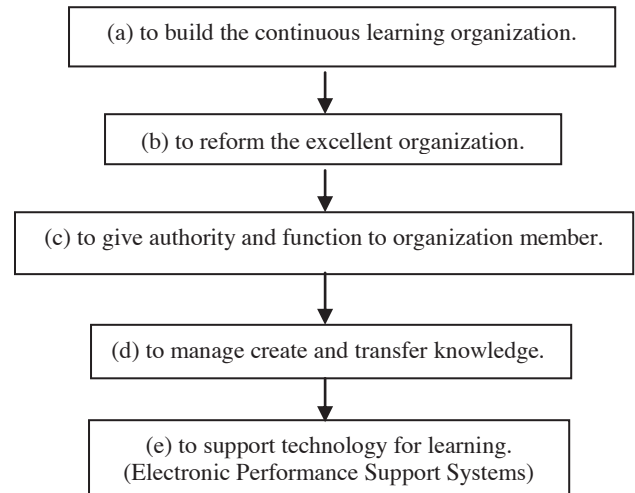 (a) to build the continuous learning organization.
(b) to reform the excellent organization.
(c) to give authority and function to organization member.
(d) to manage create and transfer knowledge.
(e) to support technology for learning.
(Electronic Performance Support Systems)